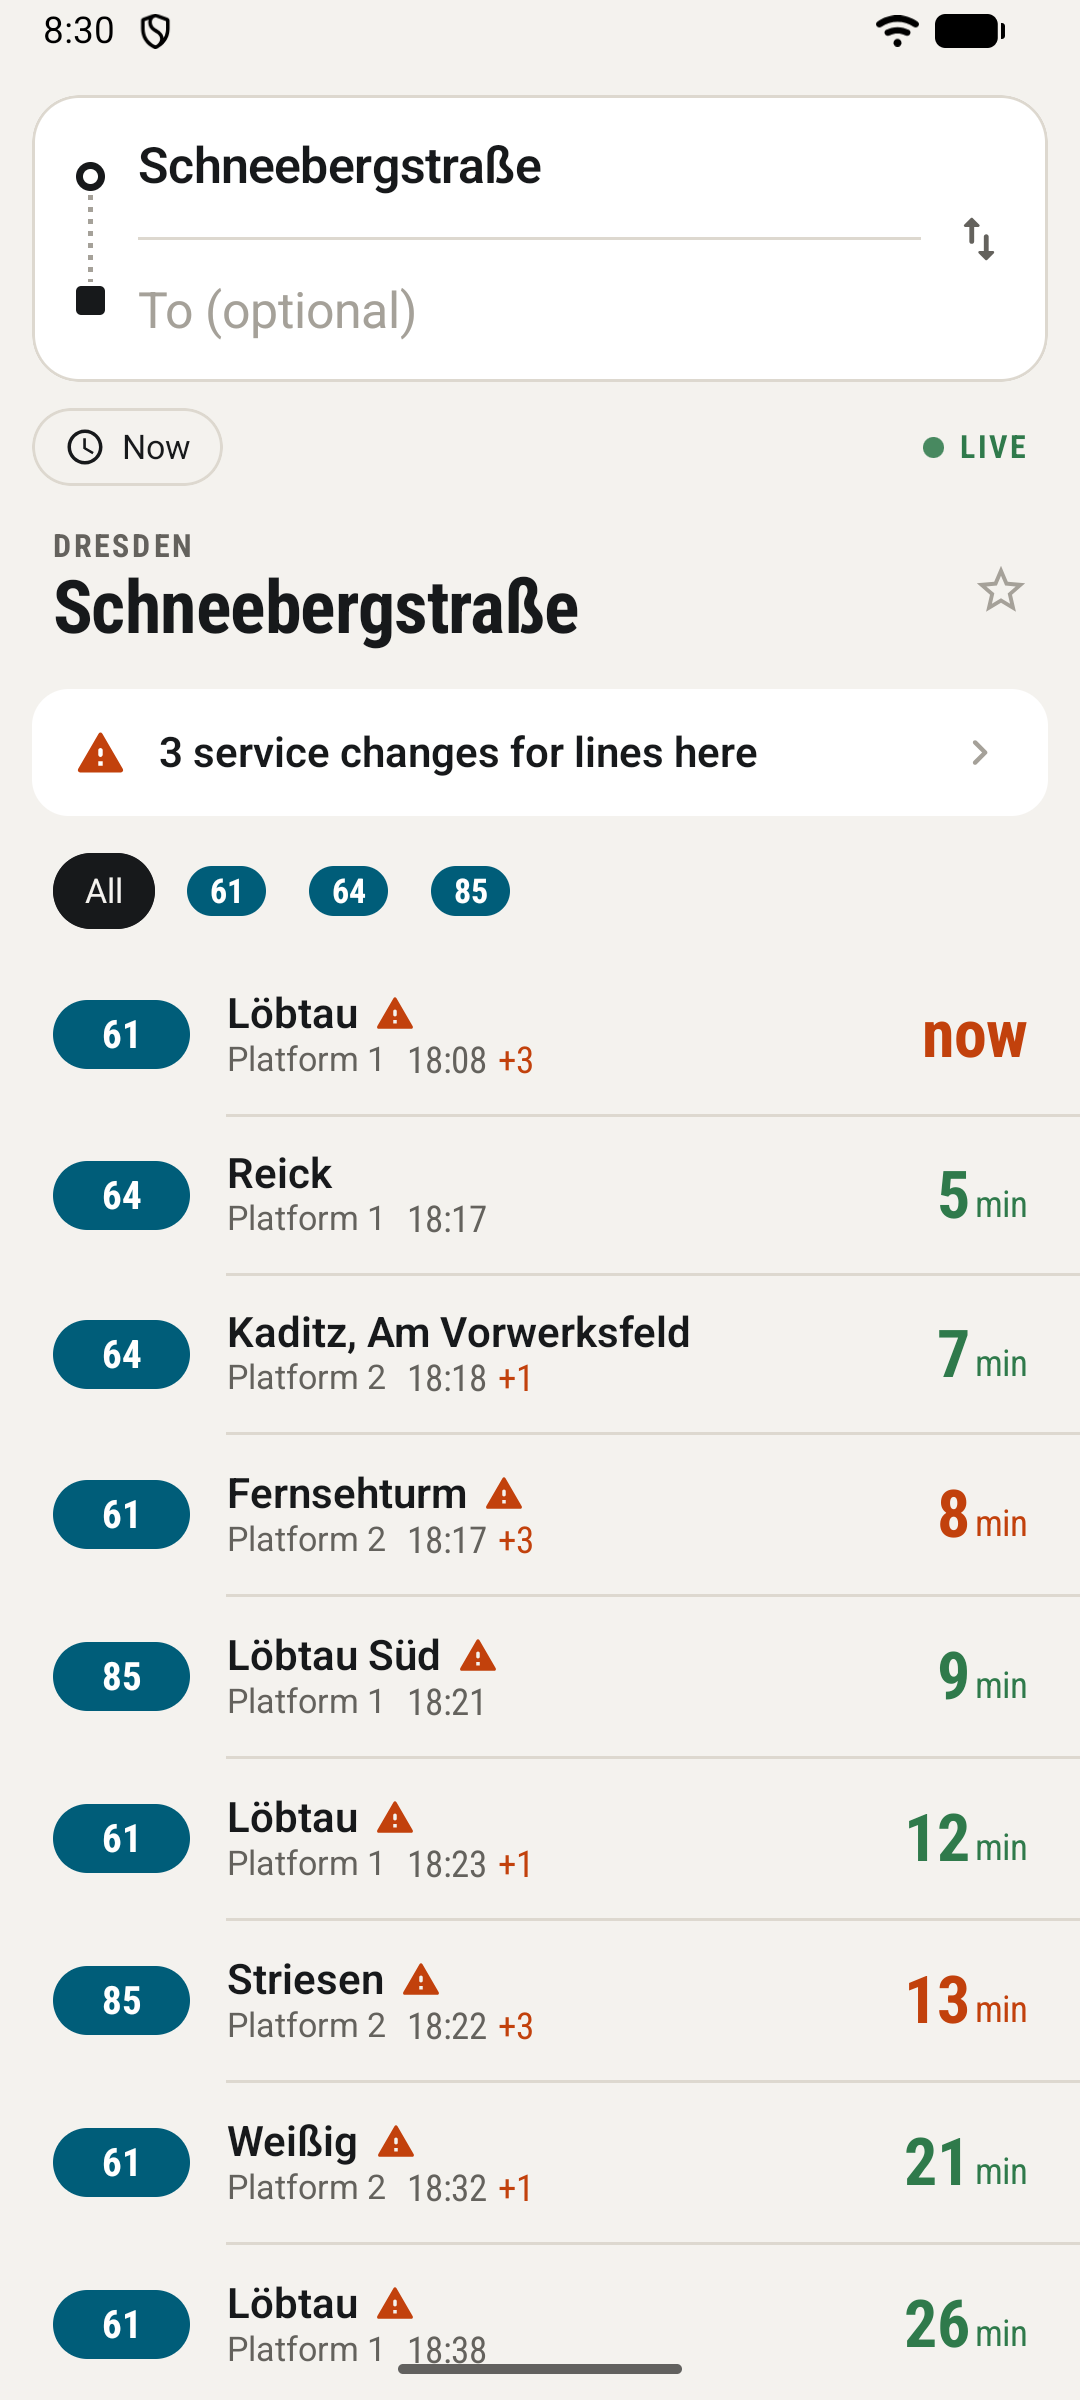 8:30
Schneebergstraße
To (optional)
Now
LIVE
DRESDEN
Schneebergstraße
3 service changes for lines here
All 61 64 85
61 Löbtau now
Platform 1 18:08 +3
64 Reick 5 min
Platform 1 18:17
64 Kaditz, Am Vorwerksfeld 7 min
Platform 2 18:18 +1
61 Fernsehturm 8 min
Platform 2 18:17 +3
85 Löbtau Süd 9 min
Platform 1 18:21
61 Löbtau 12 min
Platform 1 18:23 +1
85 Striesen 13 min
Platform 2 18:22 +3
61 Weißig 21 min
Platform 2 18:32 +1
61 Löbtau 26 min
Platform 1 18:38